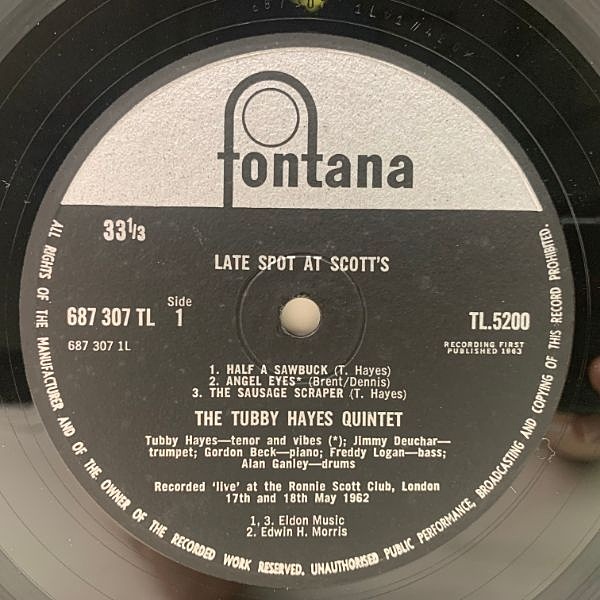 fontana
33 1/3
LATE SPOT AT SCOTT'S
687 307 TL
Side
1
TL.5200
687 307 1L
RECORDING FIRST
PUBLISHED 1963
1. HALF A SAWBUCK (T. Hayes)
2. ANGEL EYES* (Brent/Dennis)
3. THE SAUSAGE SCRAPER (T. Hayes)
THE TUBBY HAYES QUINTET
Tubby Hayes—tenor and vibes (*); Jimmy Deuchar—
trumpet; Gordon Beck—piano; Freddy Logan—bass;
Alan Ganley—drums
Recorded 'live' at the Ronnie Scott Club, London
17th and 18th May 1962
1, 3. Eldon Music
2. Edwin H. Morris
ALL RIGHTS OF THE MANUFACTURER AND OF THE OWNER OF THE RECORDED WORK RESERVED. UNAUTHORISED PUBLIC PERFORMANCE, BROADCASTING AND COPYING OF THIS RECORD PROHIBITED.